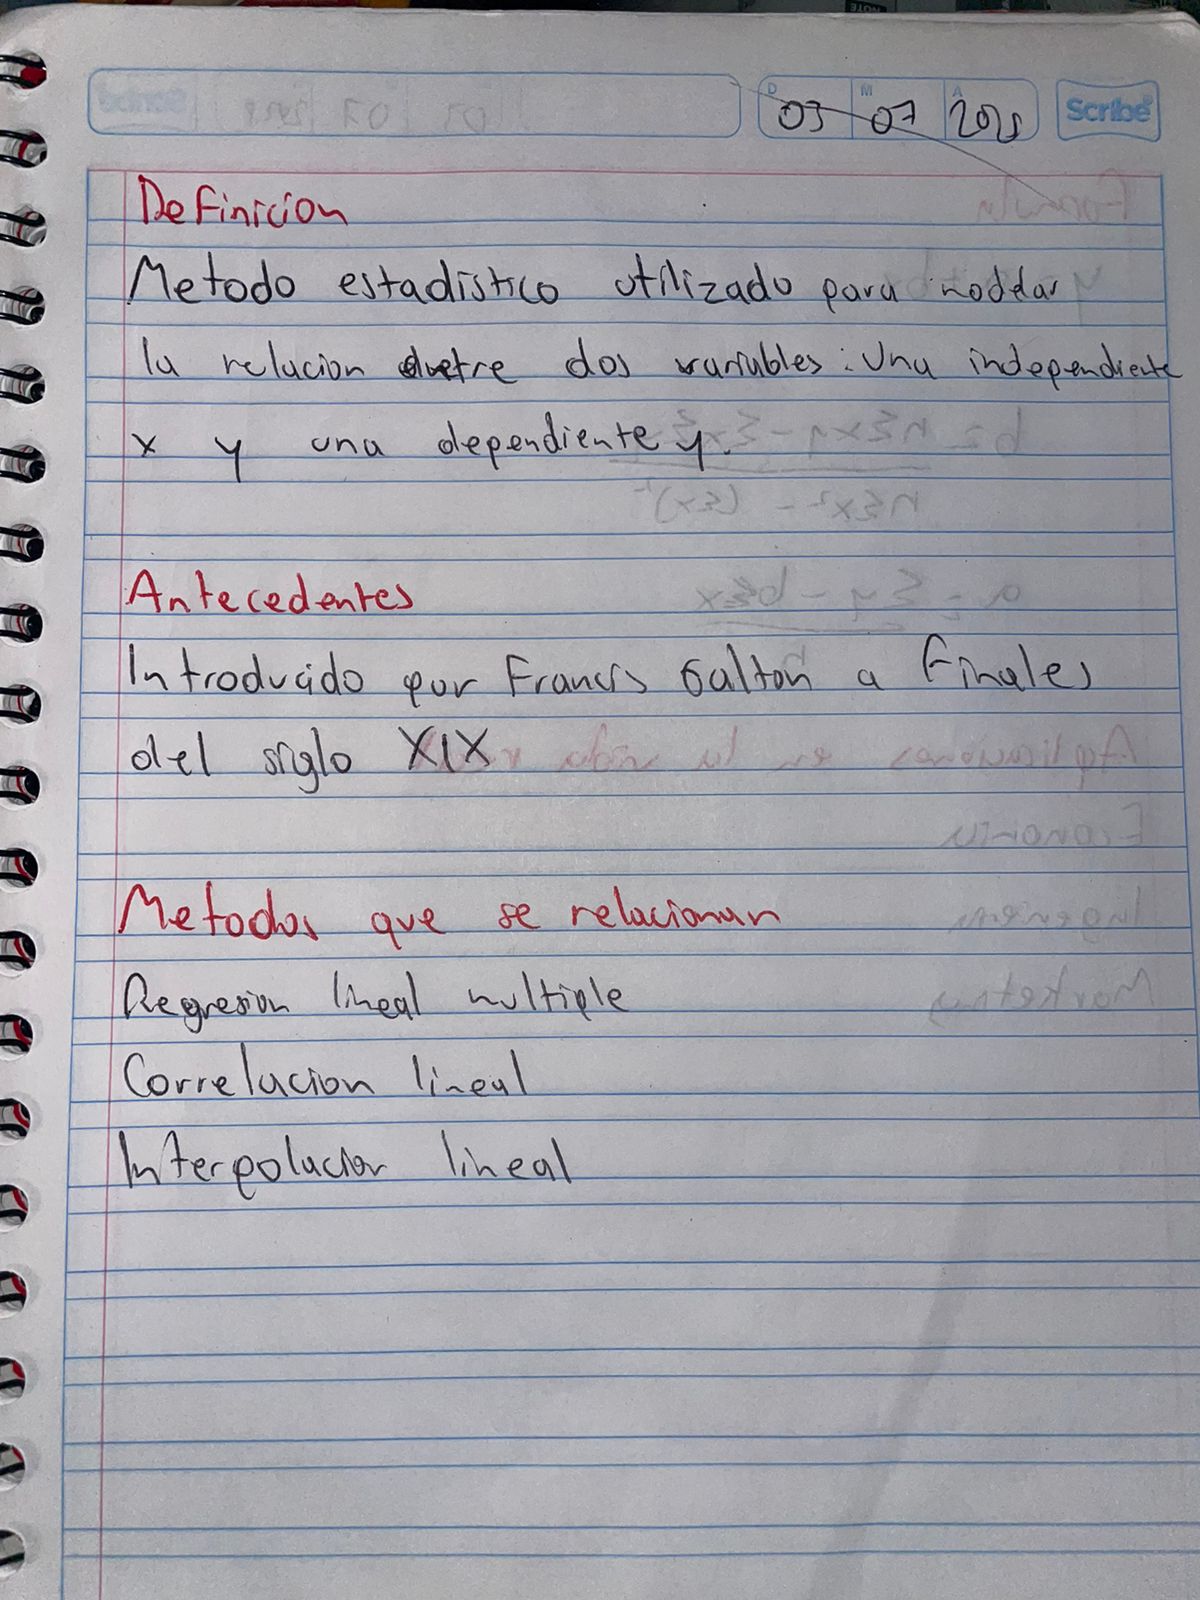 D M A
03 07 2025
Scribe
Definicion
Metodo estadistico utilizado para modelar
la relacion entre dos variables: Una independiente
x y una dependiente y.
Antecedentes
Introducido por Francis Galton a Finales
del siglo XIX
Metodos que se relacionan
Regresion lineal multiple
Correlacion lineal
Interpolacion lineal